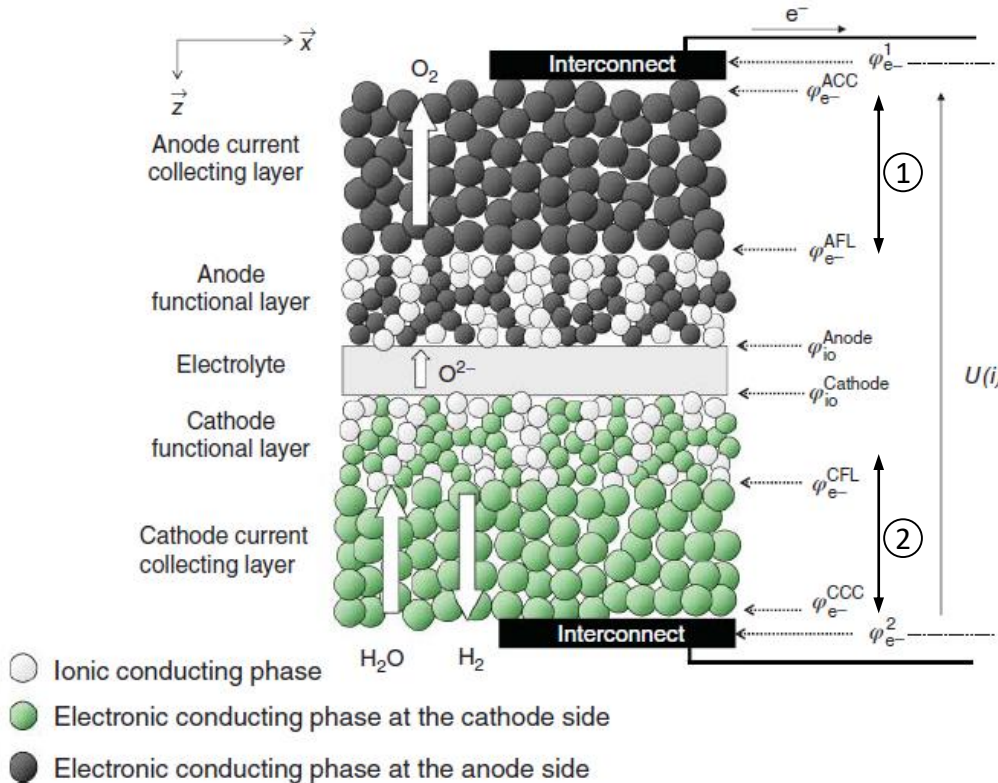 e−
x
z
Interconnect
φ1e−
O2
φACCe−
Anode current
collecting layer
①
φAFLe−
Anode
functional layer
φAnodeio
Electrolyte
O2−
φCathodeio
U(i)
Cathode
functional layer
φCFLe−
Cathode current
collecting layer
②
φCCCe−
Interconnect
φ2e−
H2O
H2
Ionic conducting phase
Electronic conducting phase at the cathode side
Electronic conducting phase at the anode side